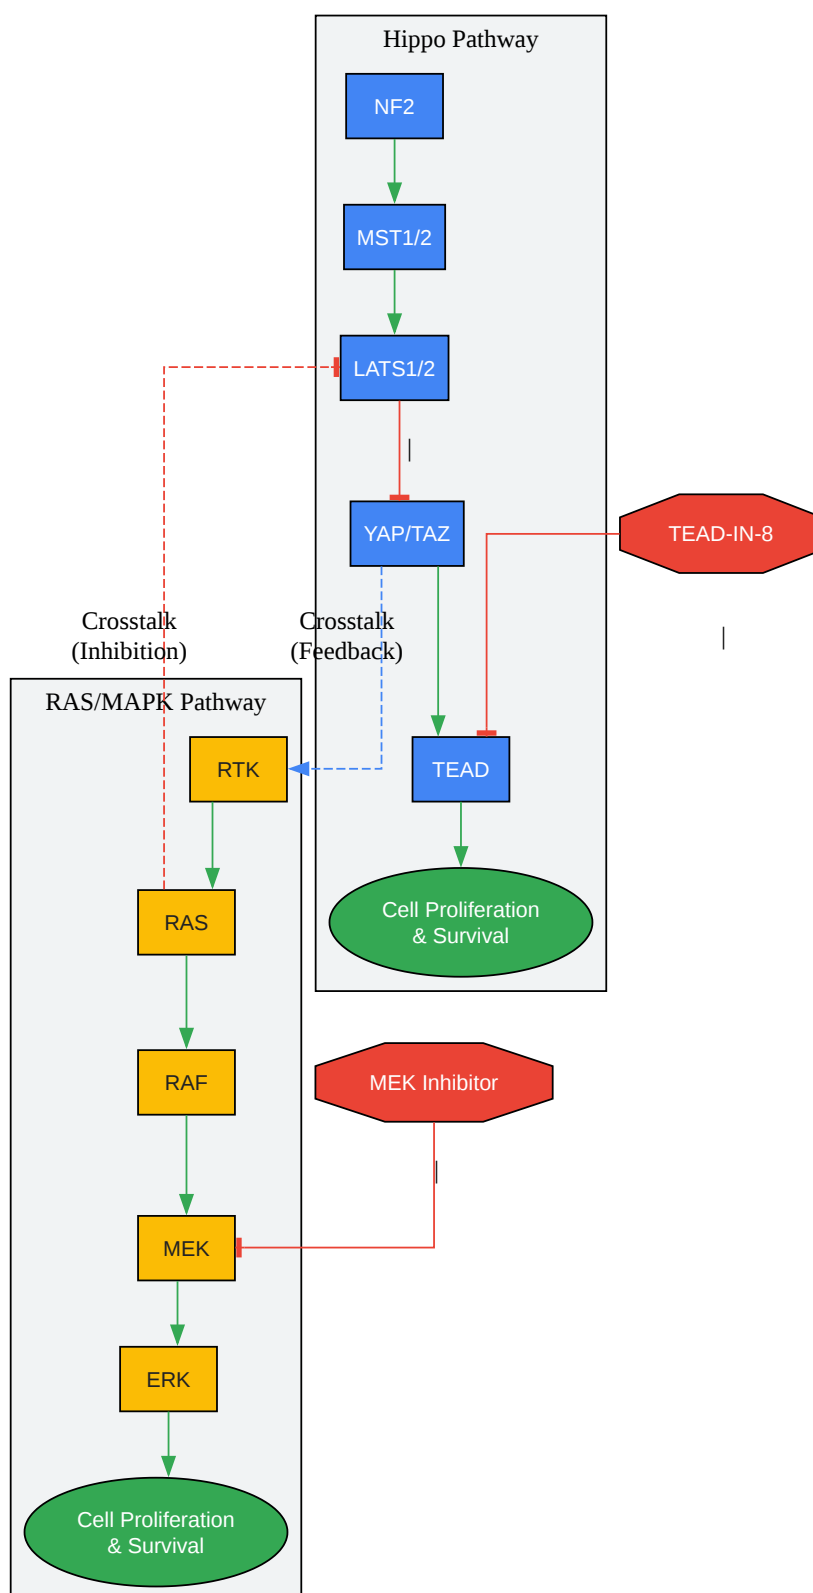 Hippo Pathway
NF2
MST1/2
LATS1/2
|
YAP/TAZ
TEAD-IN-8
Crosstalk
(Inhibition)
Crosstalk
(Feedback)
|
RAS/MAPK Pathway
RTK
TEAD
RAS
Cell Proliferation
& Survival
RAF
MEK Inhibitor
|
MEK
ERK
Cell Proliferation
& Survival